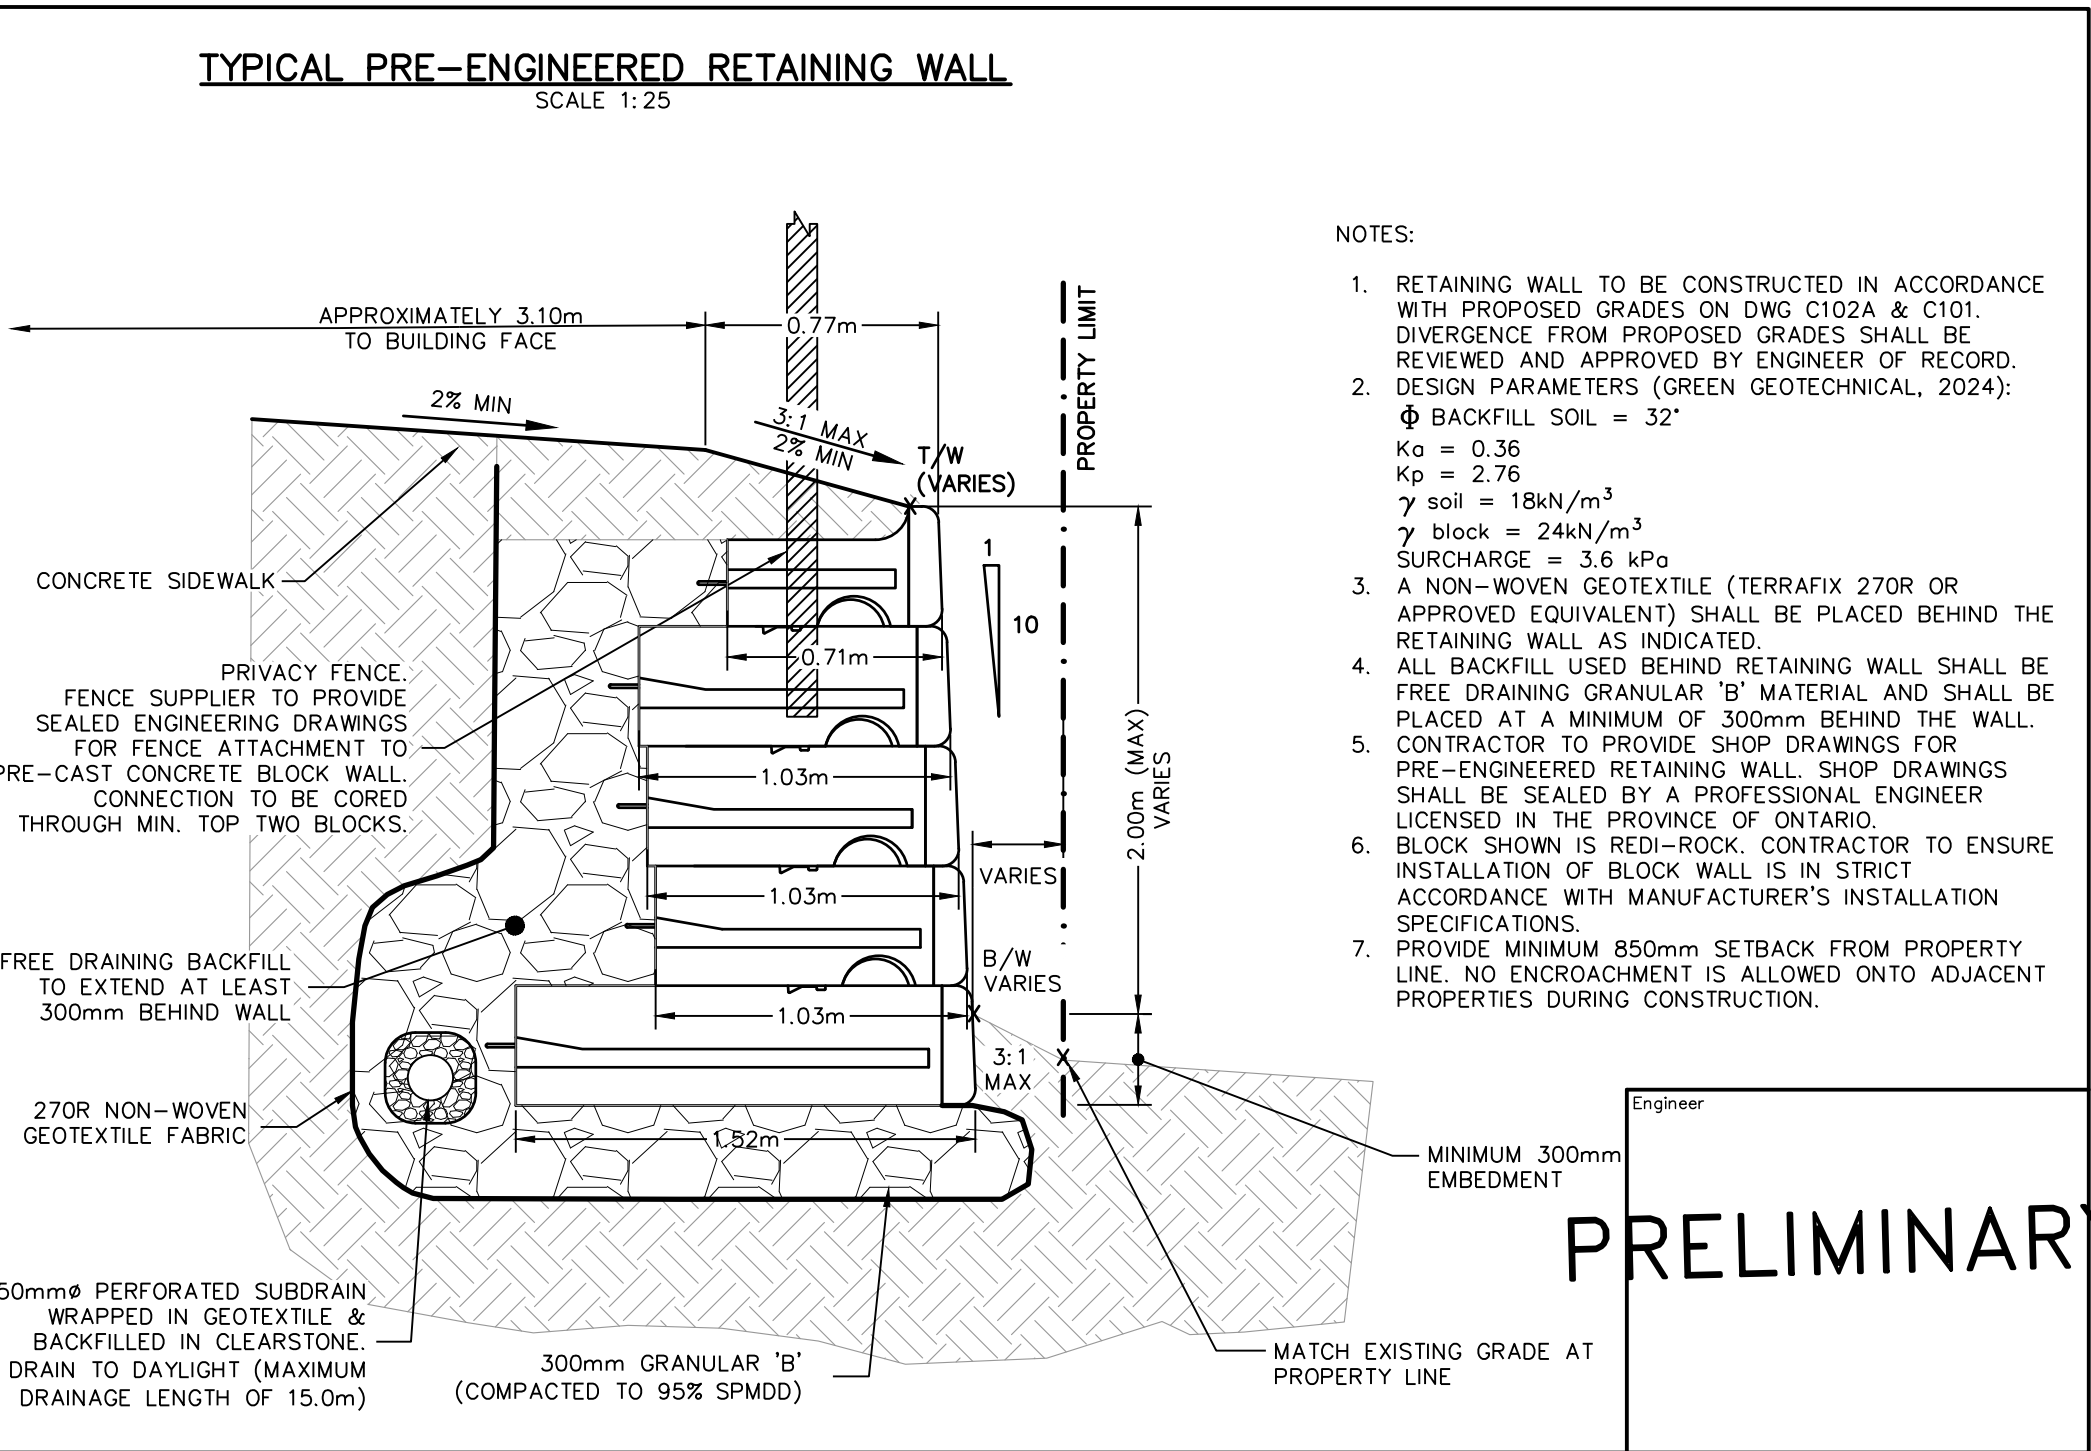 TYPICAL PRE-ENGINEERED RETAINING WALL
SCALE 1:25
APPROXIMATELY 3.10m
TO BUILDING FACE
0.77m
2% MIN
3:1 MAX
2% MIN
T/W
(VARIES)
PROPERTY LIMIT
CONCRETE SIDEWALK
1
10
0.71m
PRIVACY FENCE.
FENCE SUPPLIER TO PROVIDE
SEALED ENGINEERING DRAWINGS
FOR FENCE ATTACHMENT TO
PRE-CAST CONCRETE BLOCK WALL.
CONNECTION TO BE CORED
THROUGH MIN. TOP TWO BLOCKS.
1.03m
1.03m
1.03m
1.52m
2.00m (MAX)
VARIES
VARIES
B/W
VARIES
3:1
MAX
FREE DRAINING BACKFILL
TO EXTEND AT LEAST
300mm BEHIND WALL
270R NON-WOVEN
GEOTEXTILE FABRIC
50mmø PERFORATED SUBDRAIN
WRAPPED IN GEOTEXTILE &
BACKFILLED IN CLEARSTONE.
DRAIN TO DAYLIGHT (MAXIMUM
DRAINAGE LENGTH OF 15.0m)
300mm GRANULAR 'B'
(COMPACTED TO 95% SPMDD)
MINIMUM 300mm
EMBEDMENT
MATCH EXISTING GRADE AT
PROPERTY LINE
NOTES:
1. RETAINING WALL TO BE CONSTRUCTED IN ACCORDANCE
WITH PROPOSED GRADES ON DWG C102A & C101.
DIVERGENCE FROM PROPOSED GRADES SHALL BE
REVIEWED AND APPROVED BY ENGINEER OF RECORD.
2. DESIGN PARAMETERS (GREEN GEOTECHNICAL, 2024):
Φ BACKFILL SOIL = 32°
Ka = 0.36
Kp = 2.76
γ soil = 18kN/m³
γ block = 24kN/m³
SURCHARGE = 3.6 kPa
3. A NON-WOVEN GEOTEXTILE (TERRAFIX 270R OR
APPROVED EQUIVALENT) SHALL BE PLACED BEHIND THE
RETAINING WALL AS INDICATED.
4. ALL BACKFILL USED BEHIND RETAINING WALL SHALL BE
FREE DRAINING GRANULAR 'B' MATERIAL AND SHALL BE
PLACED AT A MINIMUM OF 300mm BEHIND THE WALL.
5. CONTRACTOR TO PROVIDE SHOP DRAWINGS FOR
PRE-ENGINEERED RETAINING WALL. SHOP DRAWINGS
SHALL BE SEALED BY A PROFESSIONAL ENGINEER
LICENSED IN THE PROVINCE OF ONTARIO.
6. BLOCK SHOWN IS REDI-ROCK. CONTRACTOR TO ENSURE
INSTALLATION OF BLOCK WALL IS IN STRICT
ACCORDANCE WITH MANUFACTURER'S INSTALLATION
SPECIFICATIONS.
7. PROVIDE MINIMUM 850mm SETBACK FROM PROPERTY
LINE. NO ENCROACHMENT IS ALLOWED ONTO ADJACENT
PROPERTIES DURING CONSTRUCTION.
Engineer
PRELIMINARY